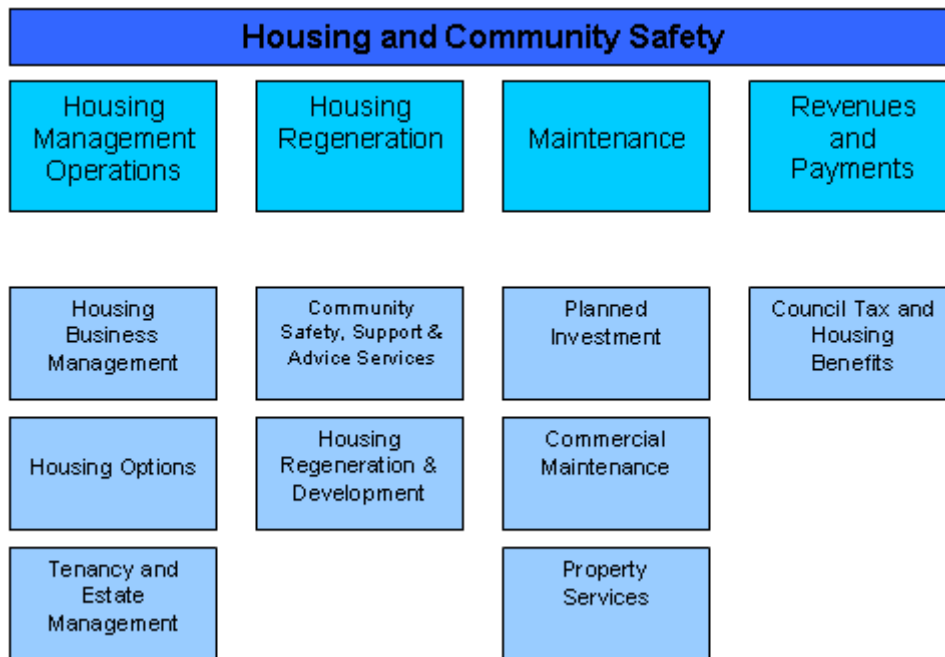 Housing and Community Safety
Housing
Management
Operations
Housing
Regeneration
Maintenance
Revenues
and
Payments
Housing
Business
Management
Community
Safety, Support &
Advice Services
Planned
Investment
Council Tax and
Housing
Benefits
Housing Options
Housing
Regeneration &
Development
Commercial
Maintenance
Tenancy and
Estate
Management
Property
Services